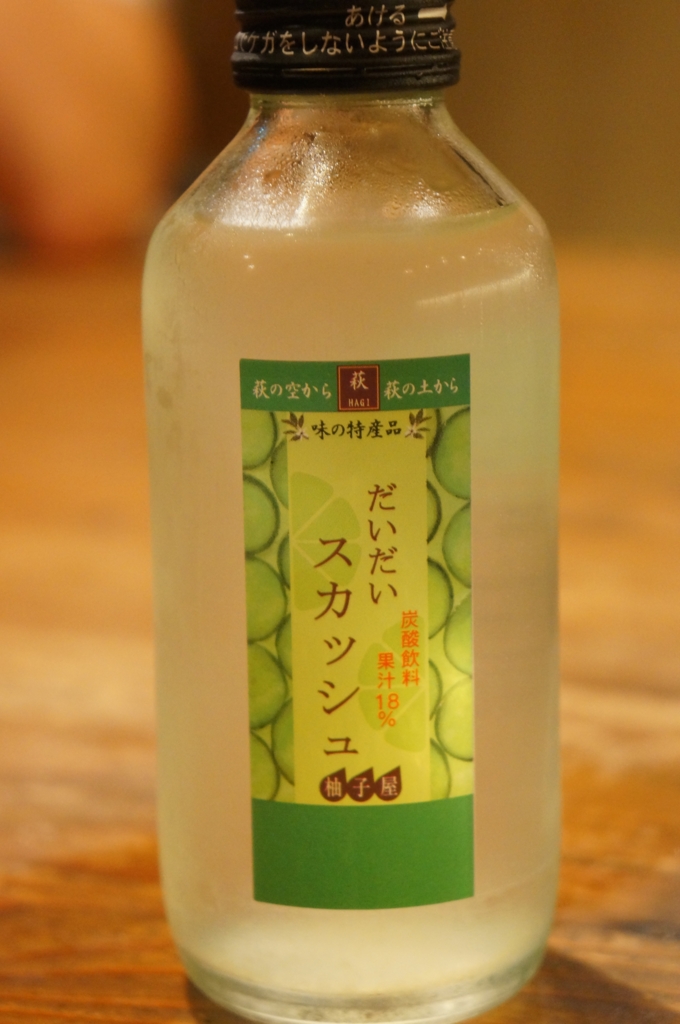 あける
ケガをしないようにご
萩の空から
萩
HAGI
萩の土から
味の特産品
だいだい
スカッシュ
炭酸飲料
果汁18%
柚子屋